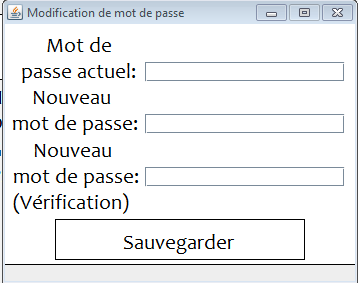 Modification de mot de passe
Mot de
passe actuel:
Nouveau
mot de passe:
Nouveau
mot de passe:
(Vérification)
Sauvegarder